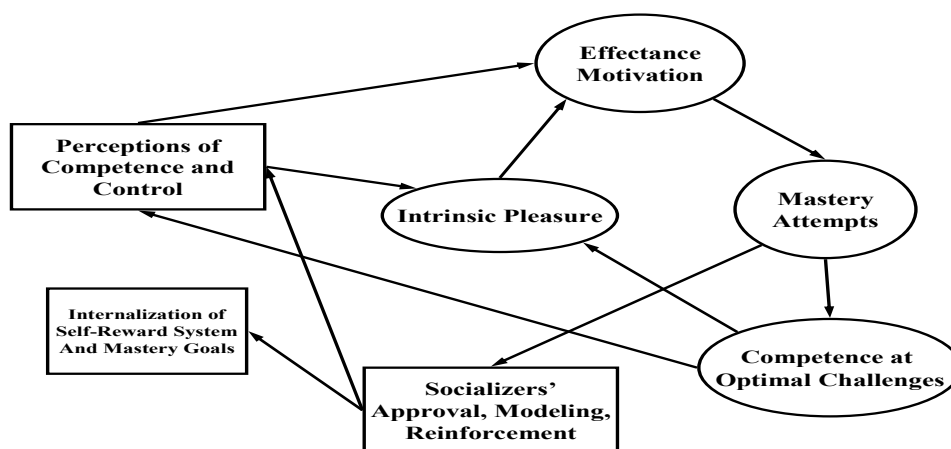 Effectance
Motivation
Perceptions of
Competence and
Control
Intrinsic Pleasure
Mastery
Attempts
Internalization of
Self-Reward System
And Mastery Goals
Socializers’
Approval, Modeling,
Reinforcement
Competence at
Optimal Challenges